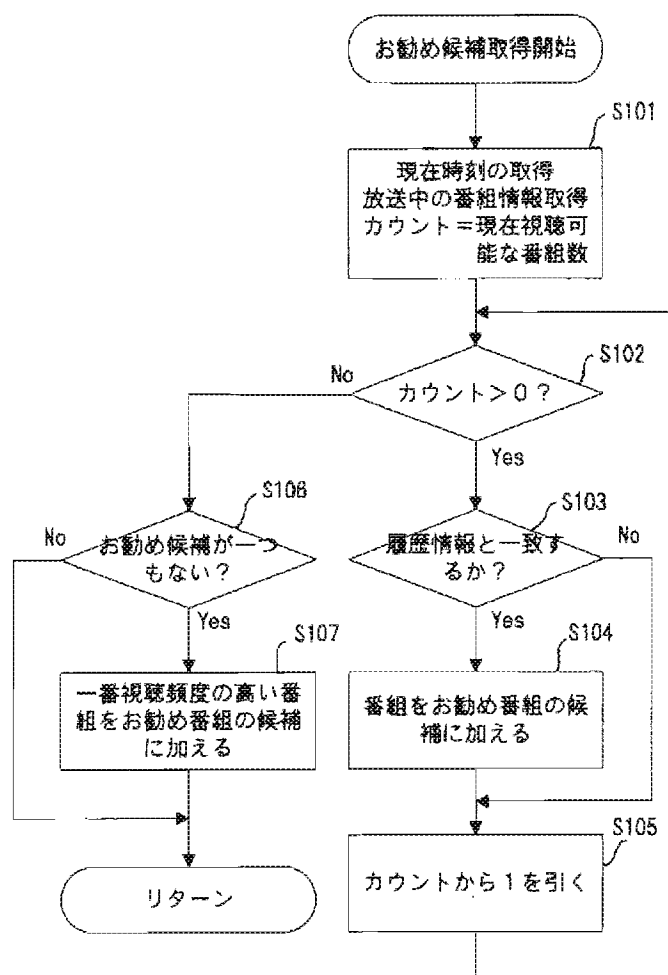 お勧め候補取得開始
S101
現在時刻の取得
放送中の番組情報取得
カウント＝現在視聴可
能な番組数
S102
No
カウント＞０？
Yes
S106
S103
No
お勧め候補が一つ
もない？
履歴情報と一致す
るか？
No
Yes
S107
Yes
S104
一番視聴頻度の高い番
組をお勧め番組の候補
に加える
番組をお勧め番組の候
補に加える
S105
リターン
カウントから１を引く